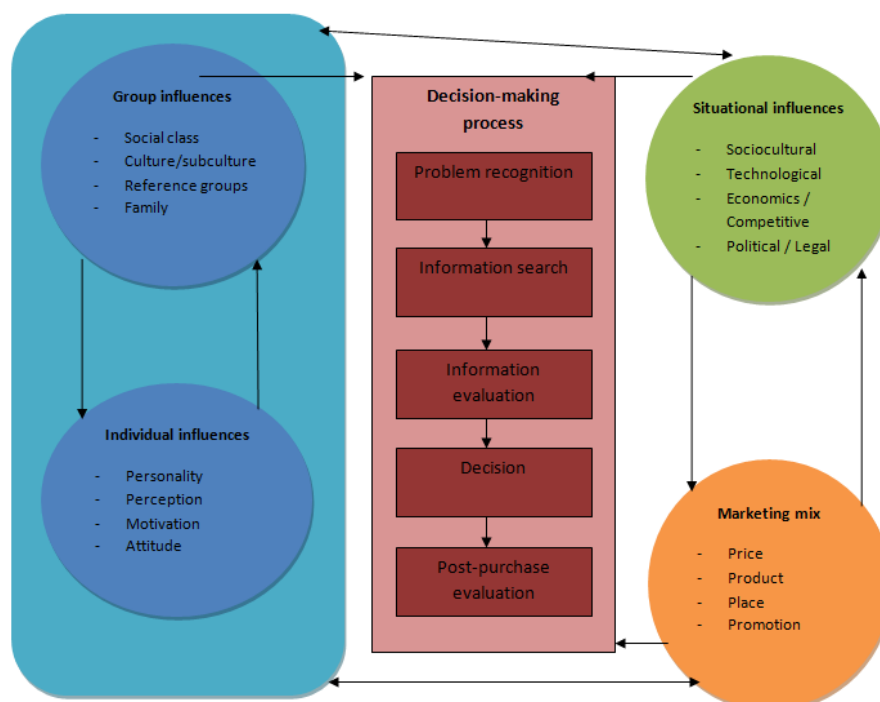 Group influences
- Social class
- Culture/subculture
- Reference groups
- Family
Individual influences
- Personality
- Perception
- Motivation
- Attitude
Decision-making
process
Problem recognition
Information search
Information
evaluation
Decision
Post-purchase
evaluation
Situational influences
- Sociocultural
- Technological
- Economics /
Competitive
- Political / Legal
Marketing mix
- Price
- Product
- Place
- Promotion